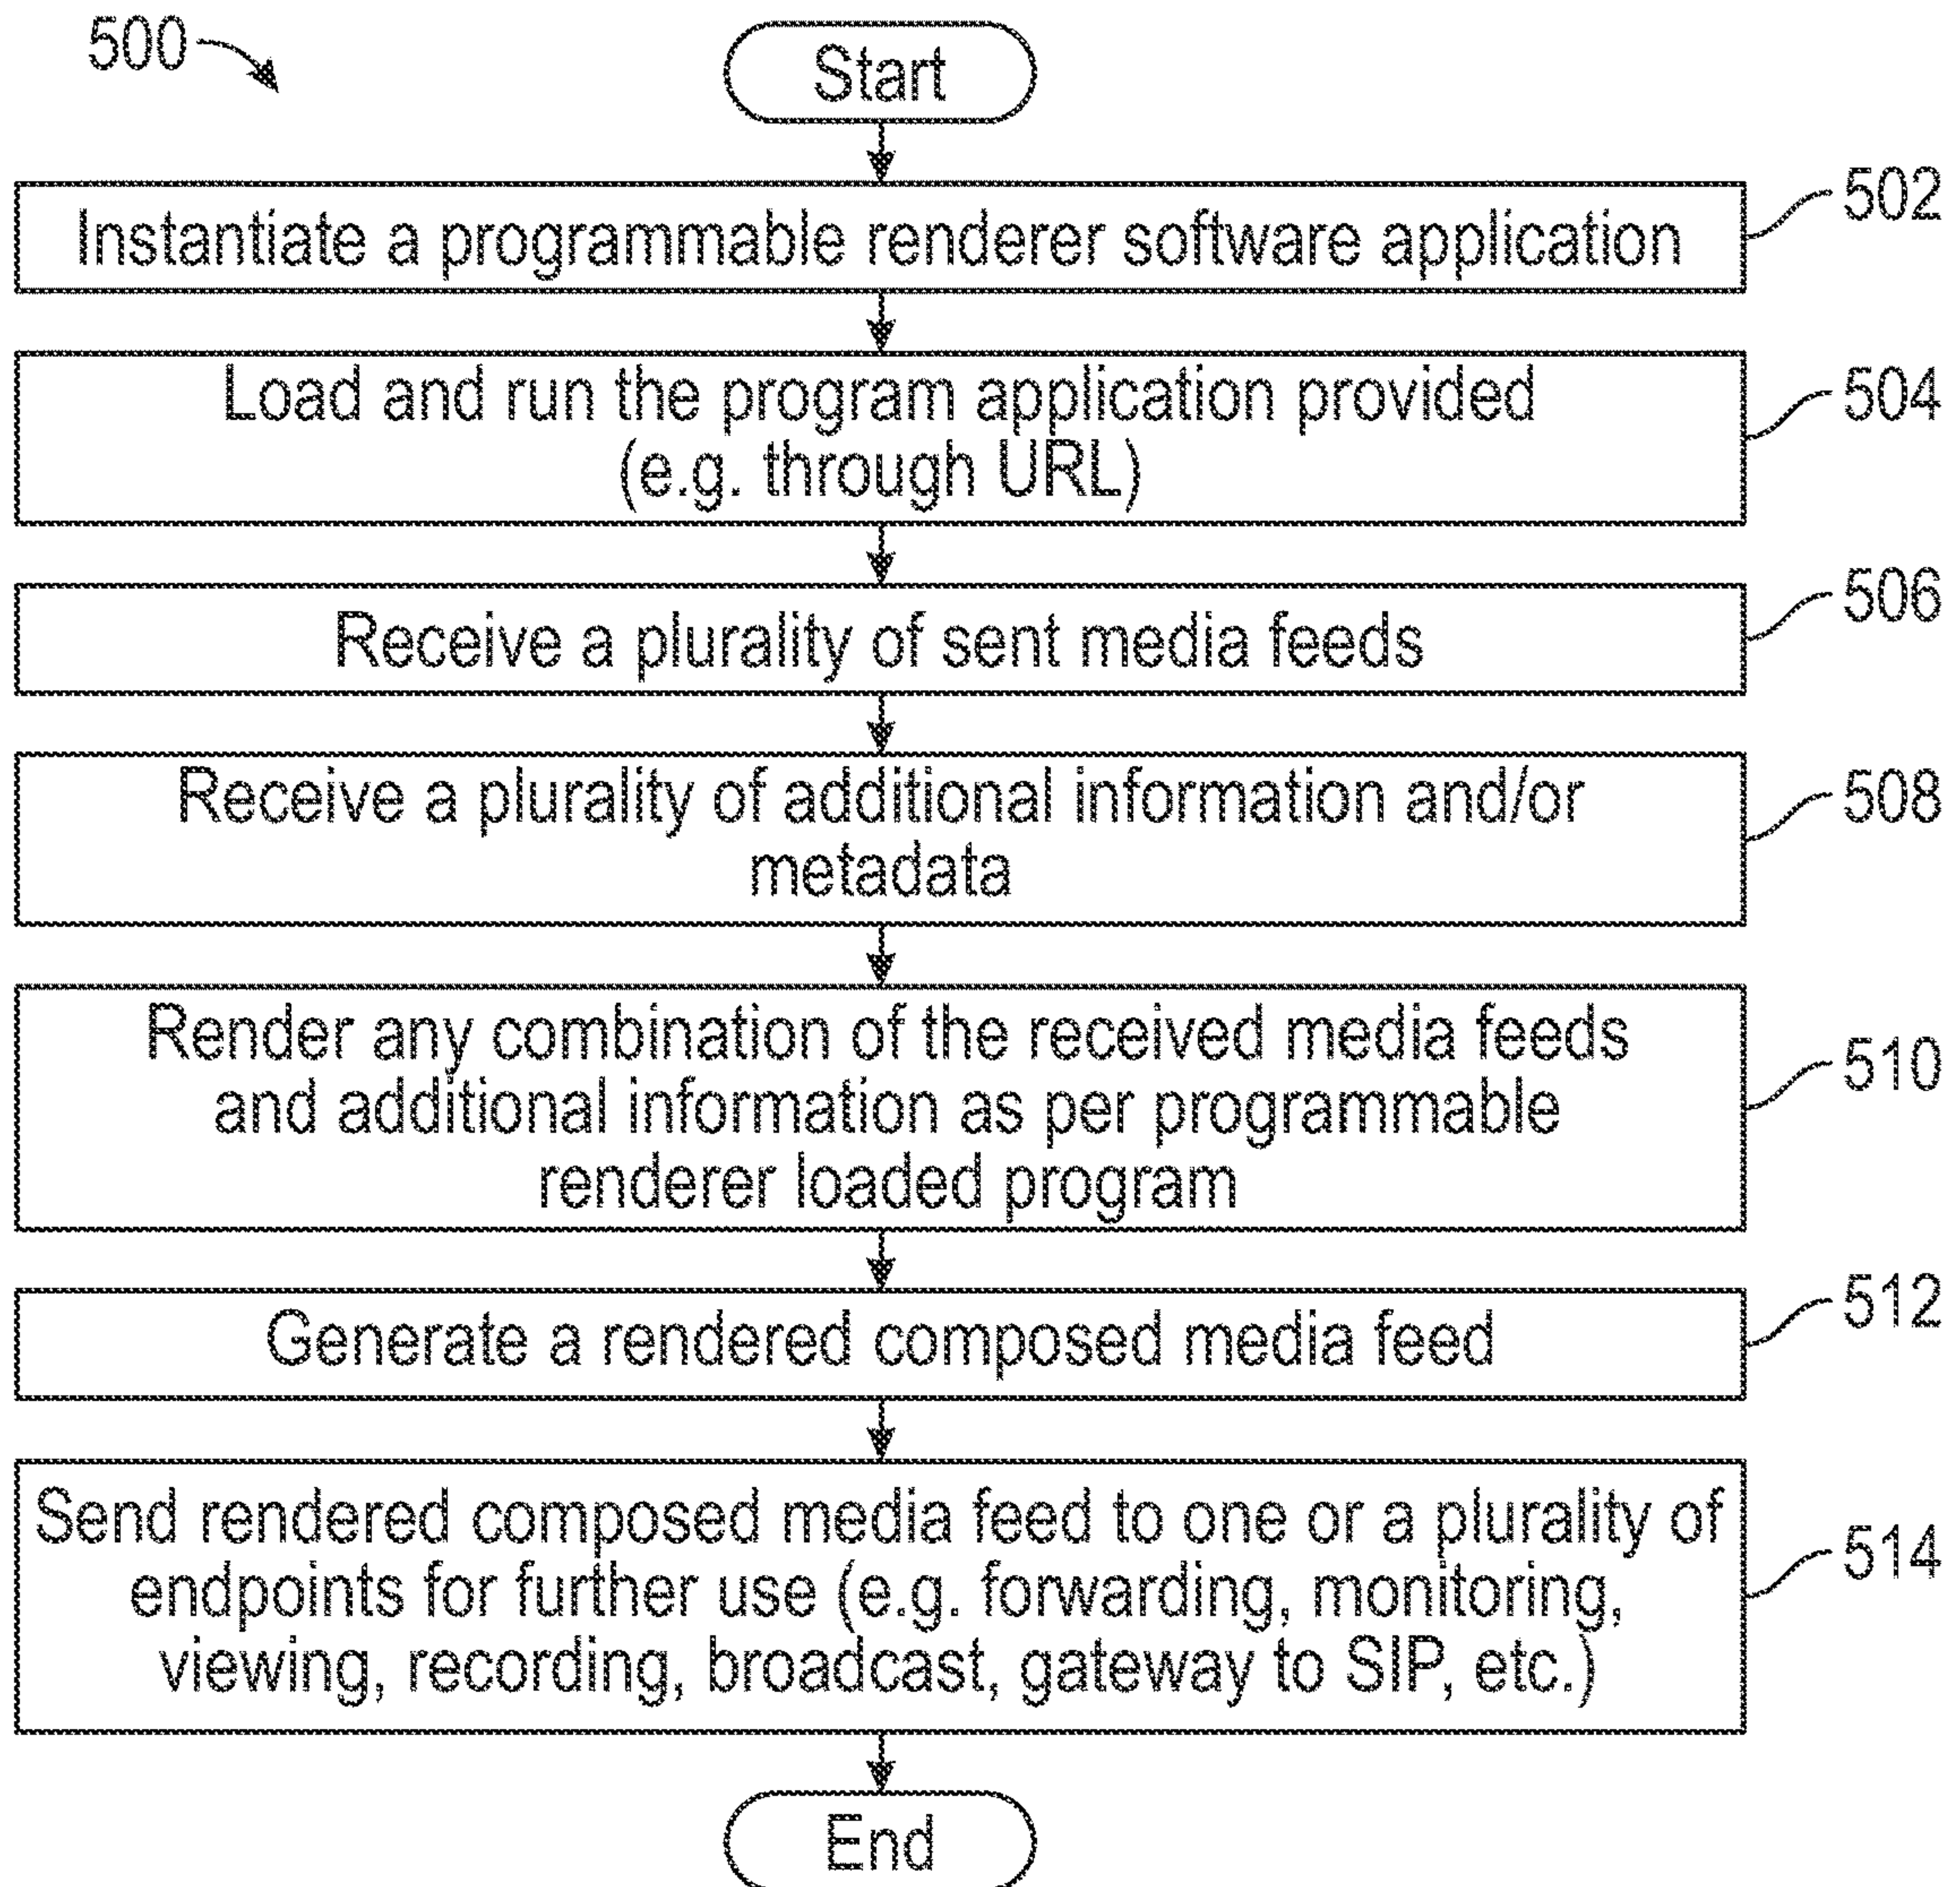 500
Start
Instantiate a programmable renderer software application
502
Load and run the program application provided
(e.g. through URL)
504
Receive a plurality of sent media feeds
506
Receive a plurality of additional information and/or
metadata
508
Render any combination of the received media feeds
and additional information as per programmable
renderer loaded program
510
Generate a rendered composed media feed
512
Send rendered composed media feed to one or a plurality of
endpoints for further use (e.g. forwarding, monitoring,
viewing, recording, broadcast, gateway to SIP, etc.)
514
End